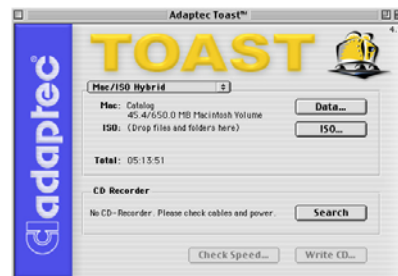 Adaptec Toast™
4.
TOAST
adaptec
Mac/ISO Hybrid
Mac: Catalog
45.4/650.0 MB Macintosh Volume
Data...
ISO: (Drop files and folders here)
ISO...
Total: 05:13:51
CD Recorder
No CD-Recorder. Please check cables and power.
Search
Check Speed...
Write CD...